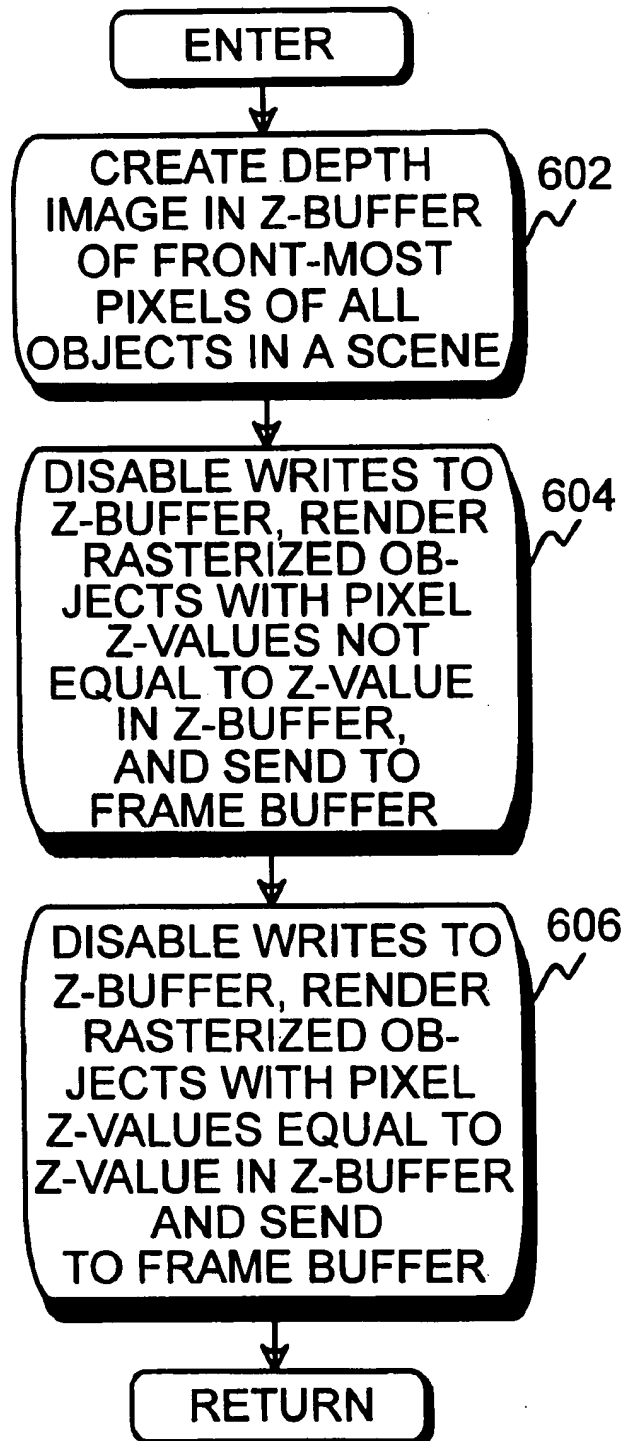 ENTER
CREATE DEPTH
IMAGE IN Z-BUFFER
OF FRONT-MOST
PIXELS OF ALL
OBJECTS IN A SCENE
602
DISABLE WRITES TO
Z-BUFFER, RENDER
RASTERIZED OB-
JECTS WITH PIXEL
Z-VALUES NOT
EQUAL TO Z-VALUE
IN Z-BUFFER,
AND SEND TO
FRAME BUFFER
604
DISABLE WRITES TO
Z-BUFFER, RENDER
RASTERIZED OB-
JECTS WITH PIXEL
Z-VALUES EQUAL TO
Z-VALUE IN Z-BUFFER
AND SEND
TO FRAME BUFFER
606
RETURN